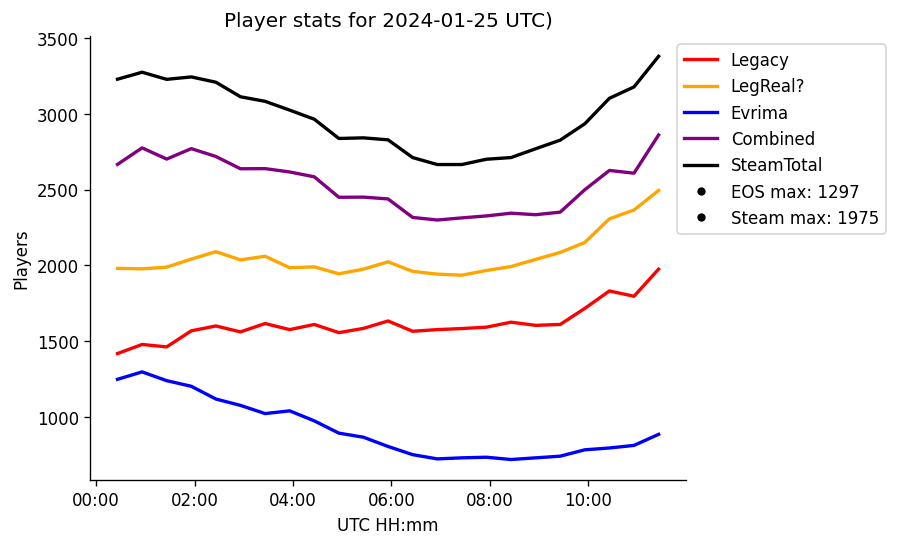 Player stats for 2024-01-25 UTC)
3500
3000
2500
2000
1500
1000
Players
00:00 02:00 04:00 06:00 08:00 10:00
UTC HH:mm
Legacy
LegReal?
Evrima
Combined
SteamTotal
EOS max: 1297
Steam max: 1975